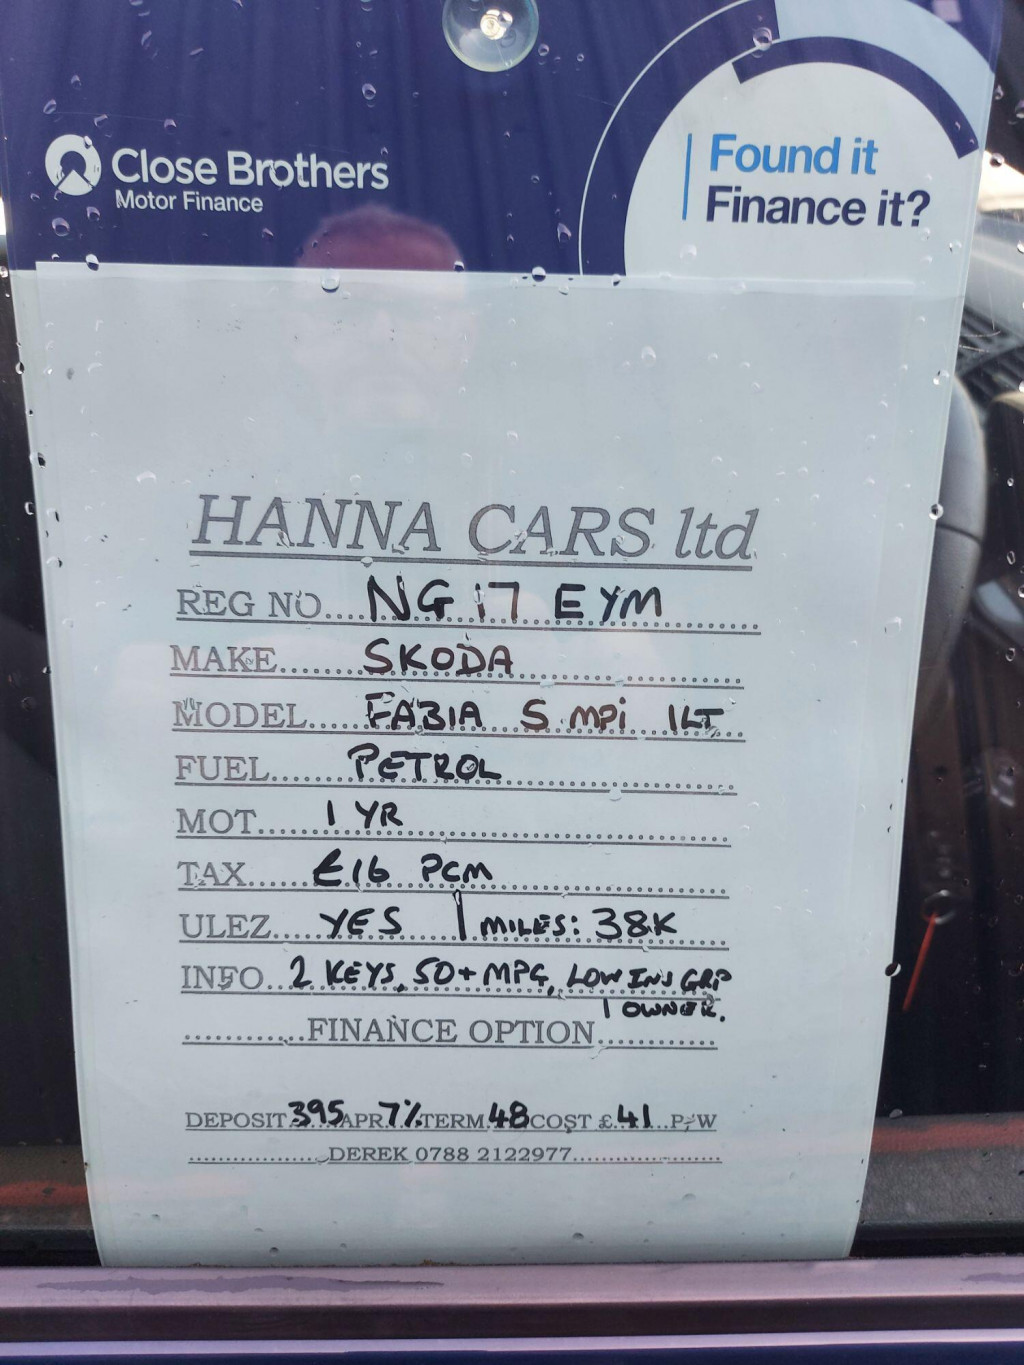 Close Brothers
Motor Finance
Found it
Finance it?
HANNA CARS ltd
REG NO....NG 17 EYM
MAKE.......SKODA
MODEL....FABIA S MPi 1LT
FUEL......PETROL
MOT......1 YR
TAX.....£16 PCM
ULEZ....YES | MILES: 38K
INFO..2 KEYS, 50+ MPG, LOW INS GRP
1 OWNER.
...........FINANCE OPTION............
DEPOSIT 395 APR 7% TERM 48 COST £ 41 P/W
................DEREK 0788 2122977................